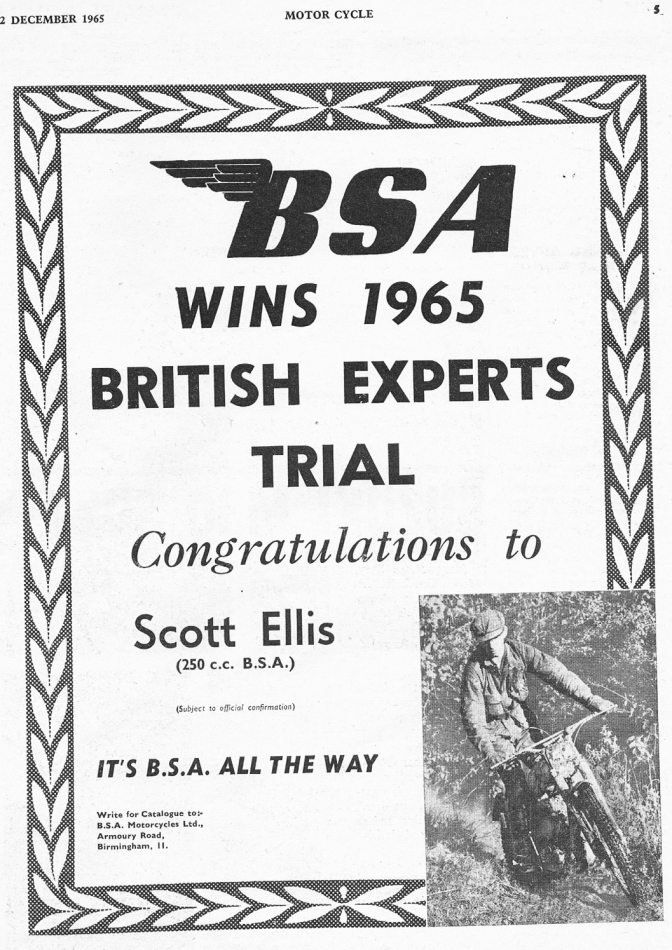 2 DECEMBER 1965
MOTOR CYCLE
5
BSA
WINS 1965
BRITISH EXPERTS
TRIAL
Congratulations to
Scott Ellis
(250 c.c. B.S.A.)
(Subject to official confirmation)
IT'S B.S.A. ALL THE WAY
Write for Catalogue to:-
B.S.A. Motorcycles Ltd.,
Armoury Road,
Birmingham, 11.